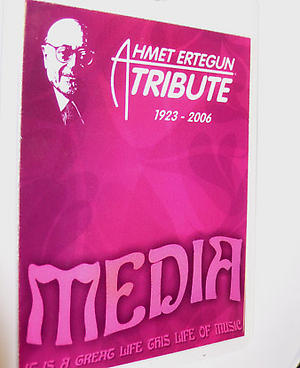 AHMET ERTEGUN
TRIBUTE
1923 - 2006
MEDIA
IT IS A GREAT LIFE THIS LIFE OF MUSIC